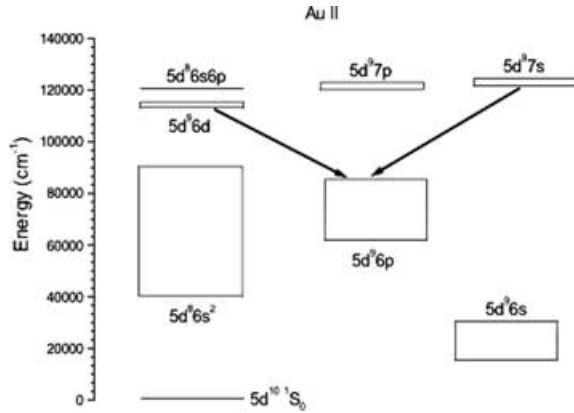 Au II
140000
120000
100000
80000
60000
40000
20000
0
Energy (cm⁻¹)
5d⁸6s6p
5d⁹6d
5d⁹7p
5d⁹7s
5d⁹6p
5d⁸6s²
5d⁹6s
5d¹⁰ ¹S₀